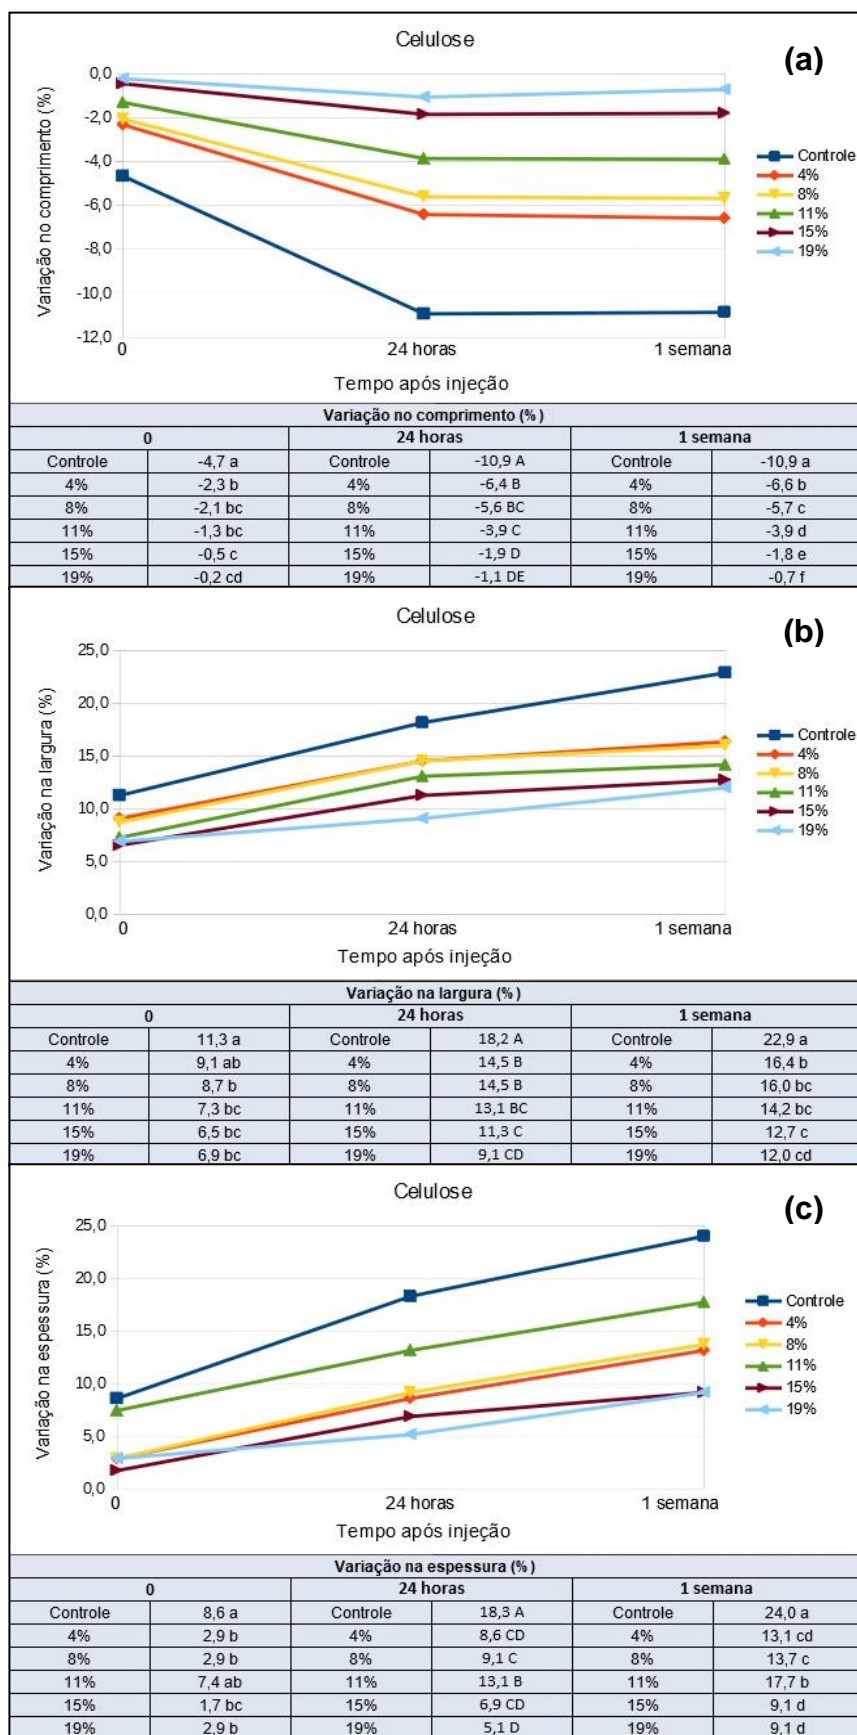 Celulose
(a)
0,0
-2,0
-4,0
-6,0
-8,0
-10,0
-12,0
Variação no comprimento (%)
0 24 horas 1 semana
Tempo após injeção
Controle
4%
8%
11%
15%
19%
Variação no comprimento (%)
0 24 horas 1 semana
Controle -4,7 a Controle -10,9 A Controle -10,9 a
4% -2,3 b 4% -6,4 B 4% -6,6 b
8% -2,1 bc 8% -5,6 BC 8% -5,7 c
11% -1,3 bc 11% -3,9 C 11% -3,9 d
15% -0,5 c 15% -1,9 D 15% -1,8 e
19% -0,2 cd 19% -1,1 DE 19% -0,7 f
Celulose
(b)
25,0
20,0
15,0
10,0
5,0
0,0
Variação na largura (%)
0 24 horas 1 semana
Tempo após injeção
Controle
4%
8%
11%
15%
19%
Variação na largura (%)
0 24 horas 1 semana
Controle 11,3 a Controle 18,2 A Controle 22,9 a
4% 9,1 ab 4% 14,5 B 4% 16,4 b
8% 8,7 b 8% 14,5 B 8% 16,0 bc
11% 7,3 bc 11% 13,1 BC 11% 14,2 bc
15% 6,5 bc 15% 11,3 C 15% 12,7 c
19% 6,9 bc 19% 9,1 CD 19% 12,0 cd
Celulose
(c)
25,0
20,0
15,0
10,0
5,0
0,0
Variação na espessura (%)
0 24 horas 1 semana
Tempo após injeção
Controle
4%
8%
11%
15%
19%
Variação na espessura (%)
0 24 horas 1 semana
Controle 8,6 a Controle 18,3 A Controle 24,0 a
4% 2,9 b 4% 8,6 CD 4% 13,1 cd
8% 2,9 b 8% 9,1 C 8% 13,7 c
11% 7,4 ab 11% 13,1 B 11% 17,7 b
15% 1,7 bc 15% 6,9 CD 15% 9,1 d
19% 2,9 b 19% 5,1 D 19% 9,1 d